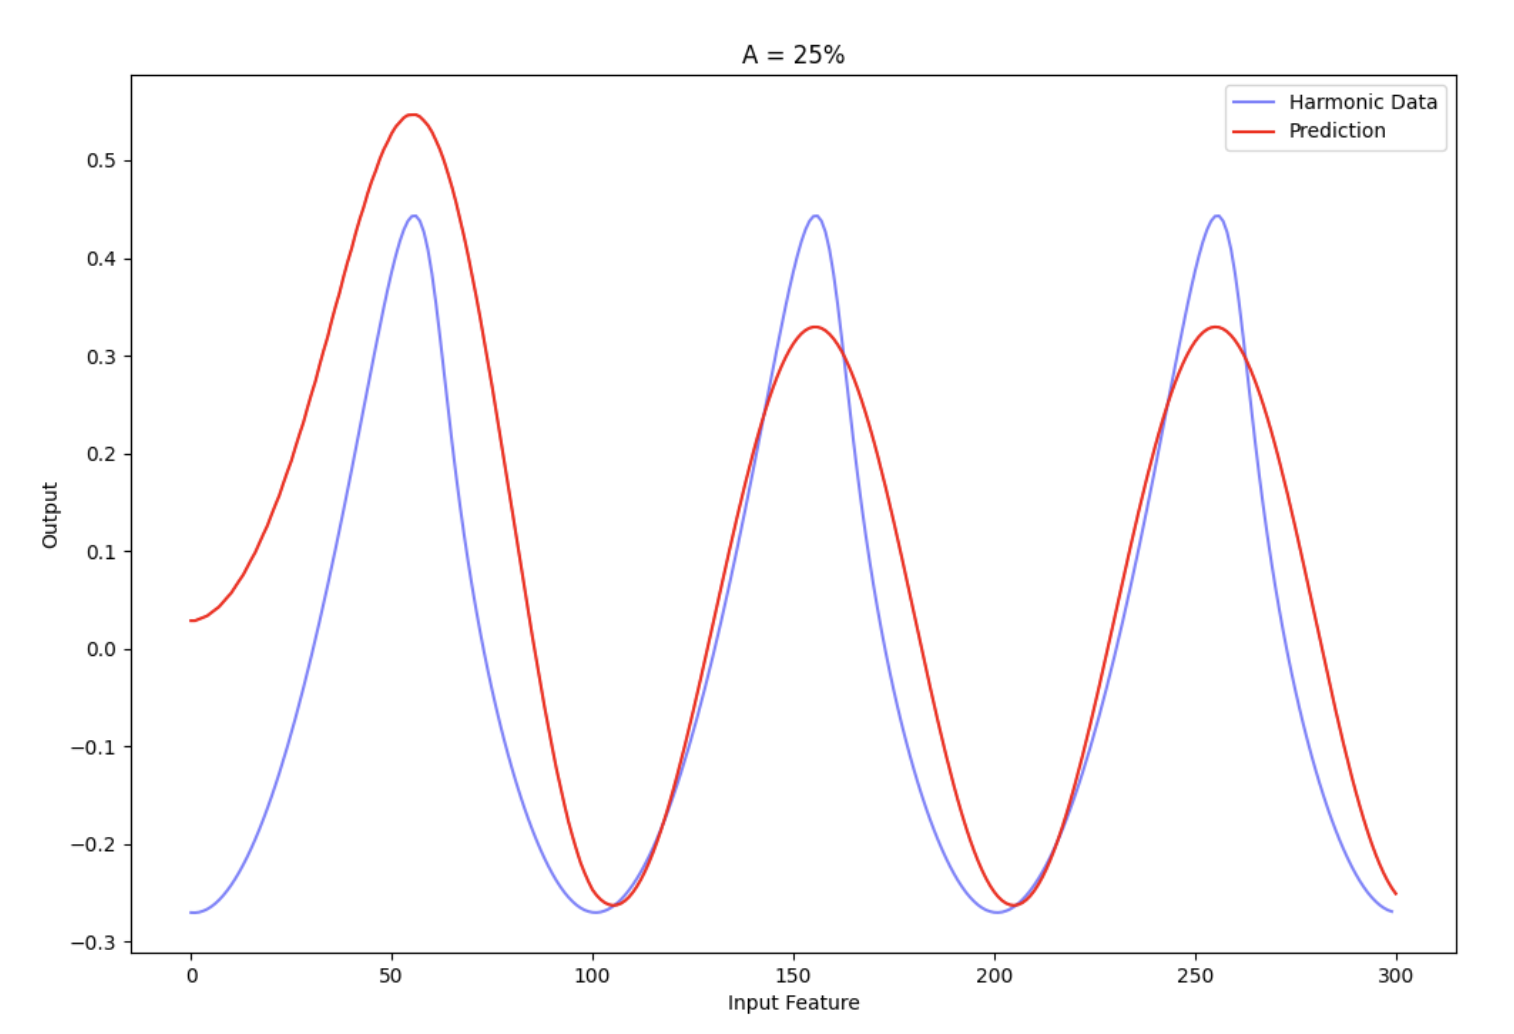 A = 25%
Harmonic Data
Prediction
0.5
0.4
0.3
0.2
0.1
0.0
−0.1
−0.2
−0.3
Output
0 50 100 150 200 250 300
Input Feature